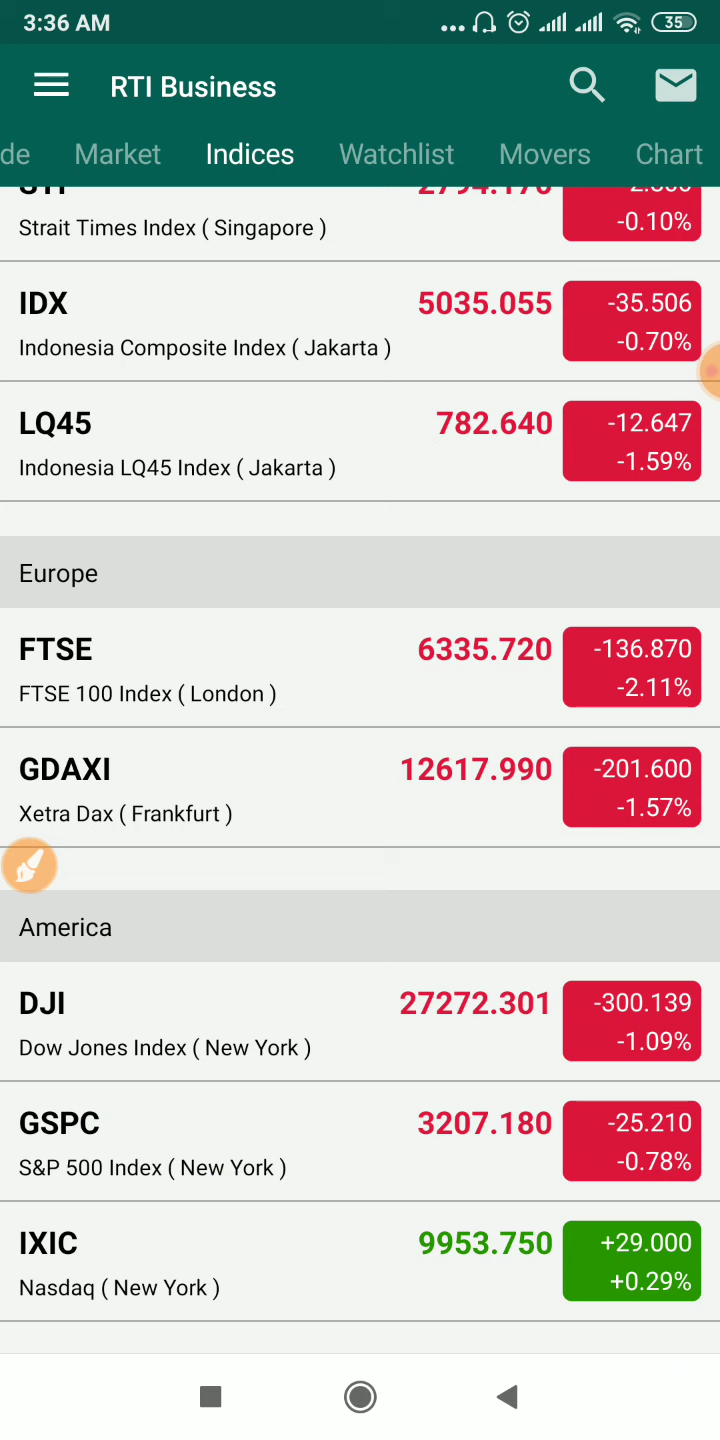 3:36 AM
35
RTI Business
de Market Indices Watchlist Movers Chart
STI 2794.170 -2.800
Strait Times Index ( Singapore ) -0.10%
IDX 5035.055 -35.506
Indonesia Composite Index ( Jakarta ) -0.70%
LQ45 782.640 -12.647
Indonesia LQ45 Index ( Jakarta ) -1.59%
Europe
FTSE 6335.720 -136.870
FTSE 100 Index ( London ) -2.11%
GDAXI 12617.990 -201.600
Xetra Dax ( Frankfurt ) -1.57%
America
DJI 27272.301 -300.139
Dow Jones Index ( New York ) -1.09%
GSPC 3207.180 -25.210
S&P 500 Index ( New York ) -0.78%
IXIC 9953.750 +29.000
Nasdaq ( New York ) +0.29%